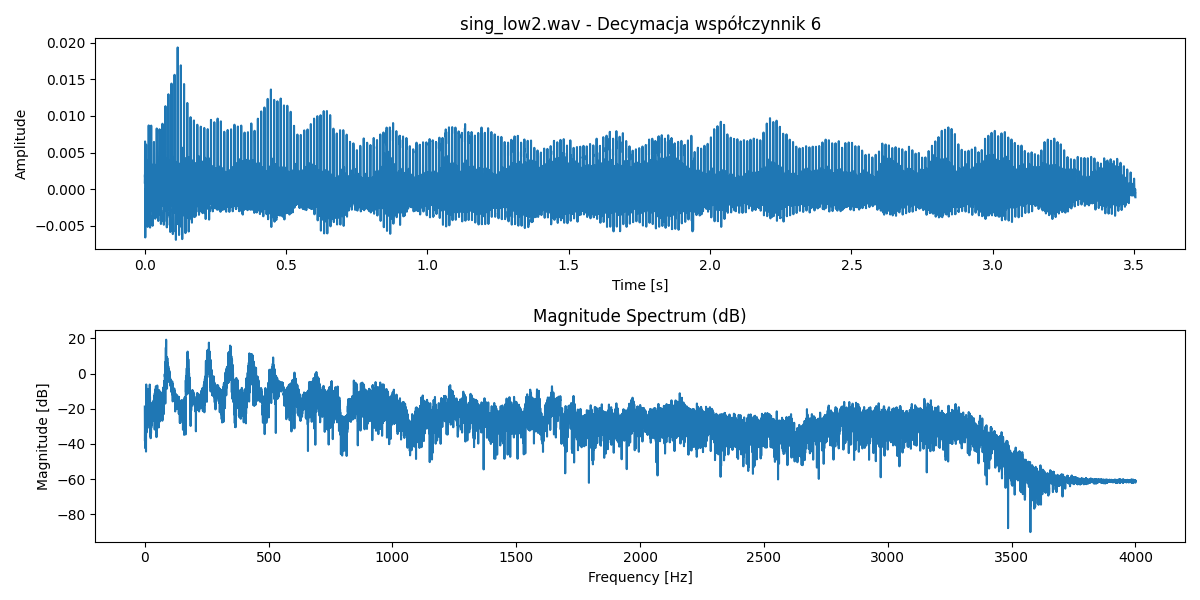 sing_low2.wav - Decymacja współczynnik 6
0.020
0.015
0.010
0.005
0.000
−0.005
Amplitude
0.0 0.5 1.0 1.5 2.0 2.5 3.0 3.5
Time [s]
Magnitude Spectrum (dB)
20
0
−20
−40
−60
−80
Magnitude [dB]
0 500 1000 1500 2000 2500 3000 3500 4000
Frequency [Hz]